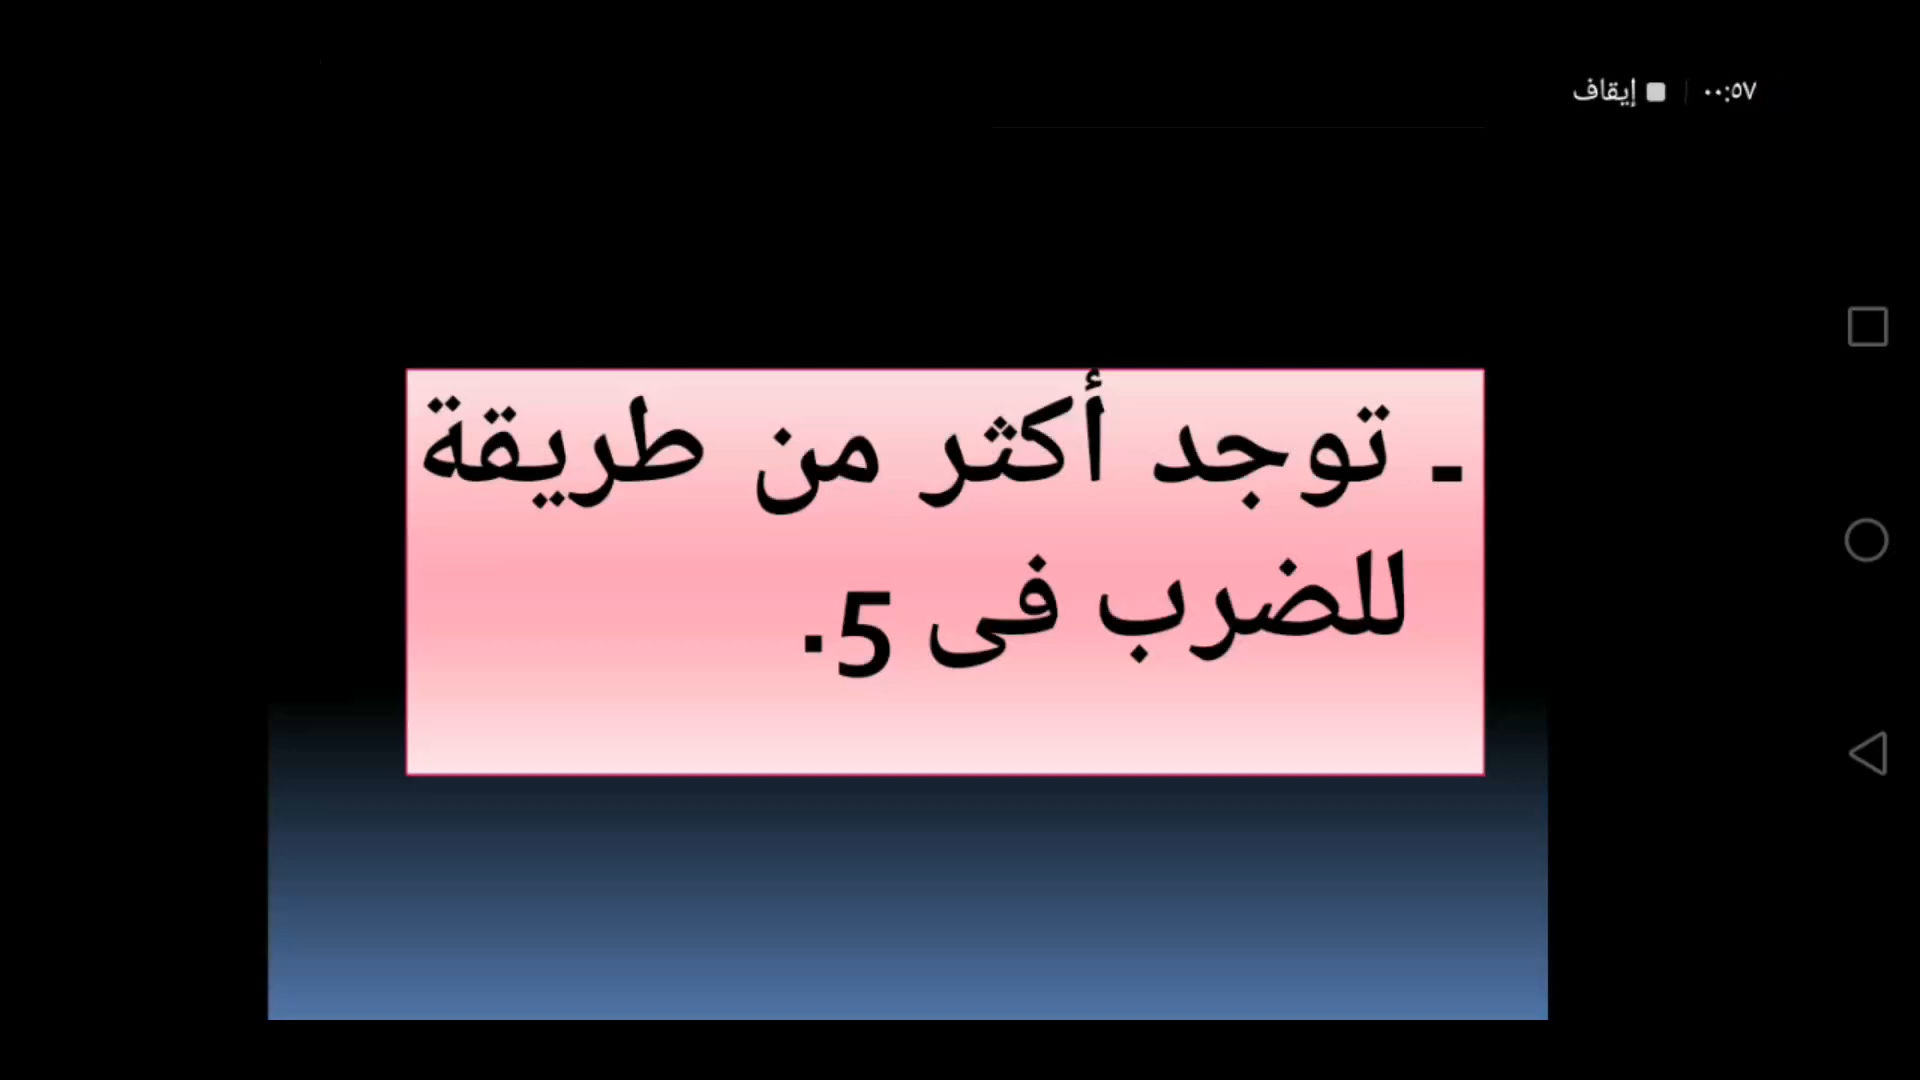 ٠٠:٥٧ إيقاف
- توجد أكثر من طريقة
للضرب فى 5.